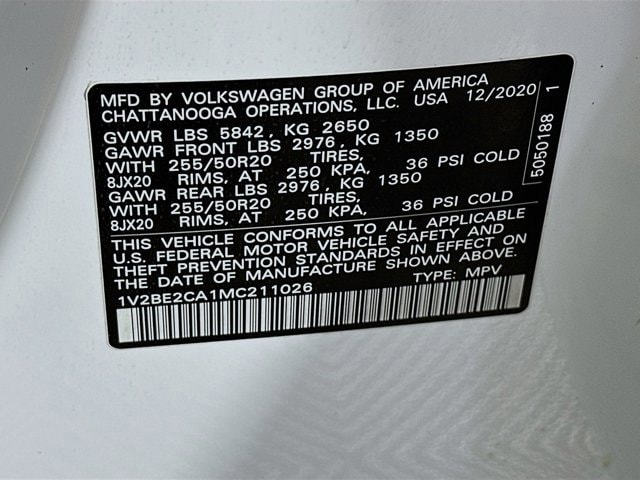 MFD BY VOLKSWAGEN GROUP OF AMERICA
CHATTANOOGA OPERATIONS, LLC. USA 12/2020
GVWR LBS 5842, KG 2650
GAWR FRONT LBS 2976, KG 1350
WITH 255/50R20 TIRES,
8JX20 RIMS, AT 250 KPA, 36 PSI COLD
GAWR REAR LBS 2976, KG 1350
WITH 255/50R20 TIRES,
8JX20 RIMS, AT 250 KPA, 36 PSI COLD
THIS VEHICLE CONFORMS TO ALL APPLICABLE
U.S. FEDERAL MOTOR VEHICLE SAFETY AND
THEFT PREVENTION STANDARDS IN EFFECT ON
THE DATE OF MANUFACTURE SHOWN ABOVE.
1V2BE2CA1MC211026 TYPE: MPV
5050188 1